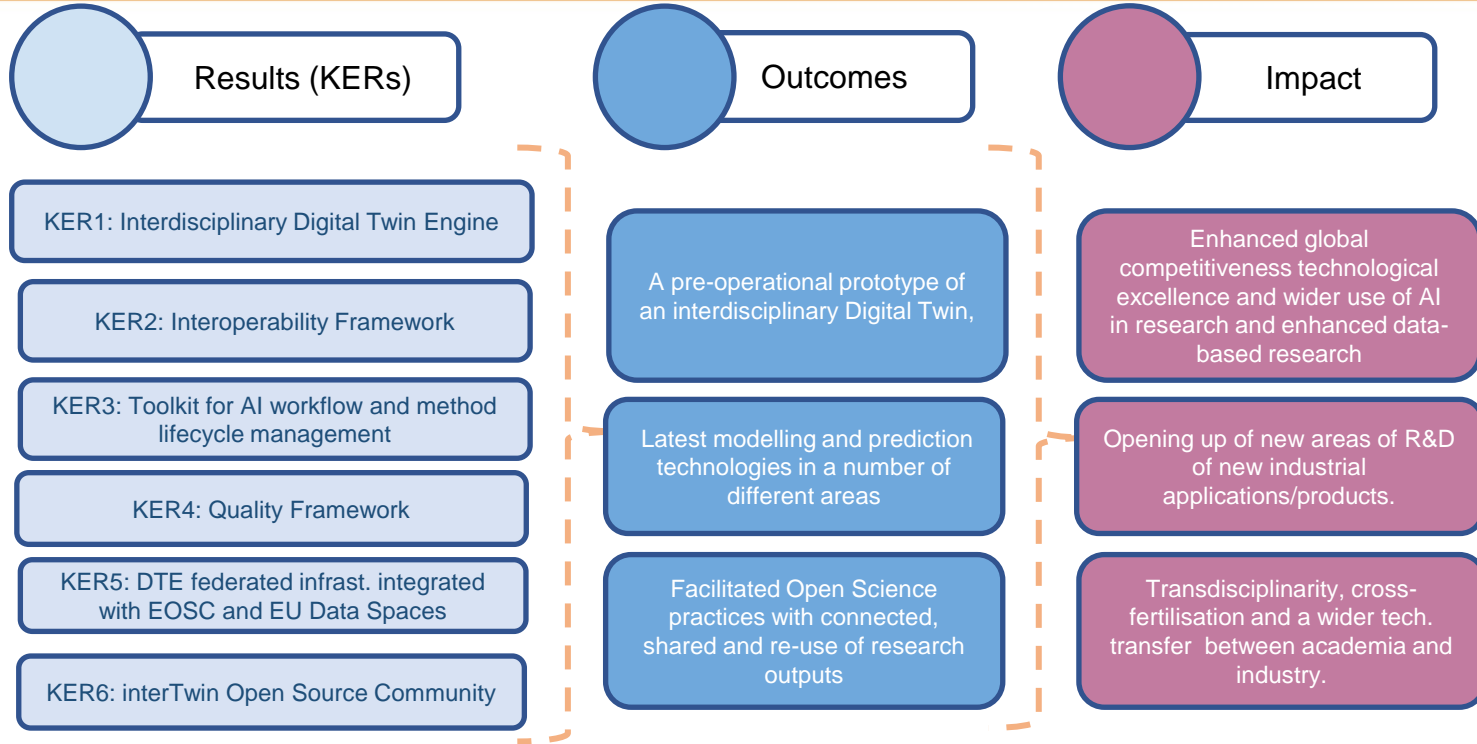 Results (KERs)
KER1: Interdisciplinary Digital Twin Engine
KER2: Interoperability Framework
KER3: Toolkit for AI workflow and method
lifecycle management
KER4: Quality Framework
KER5: DTE federated infrast. integrated
with EOSC and EU Data Spaces
KER6: interTwin Open Source Community
Outcomes
A pre-operational prototype of
an interdisciplinary Digital Twin,
Latest modelling and prediction
technologies in a number of
different areas
Facilitated Open Science
practices with connected,
shared and re-use of research
outputs
Impact
Enhanced global
competitiveness technological
excellence and wider use of AI
in research and enhanced data-
based research
Opening up of new areas of R&D
of new industrial
applications/products.
Transdisciplinarity, cross-
fertilisation and a wider tech.
transfer  between academia and
industry.